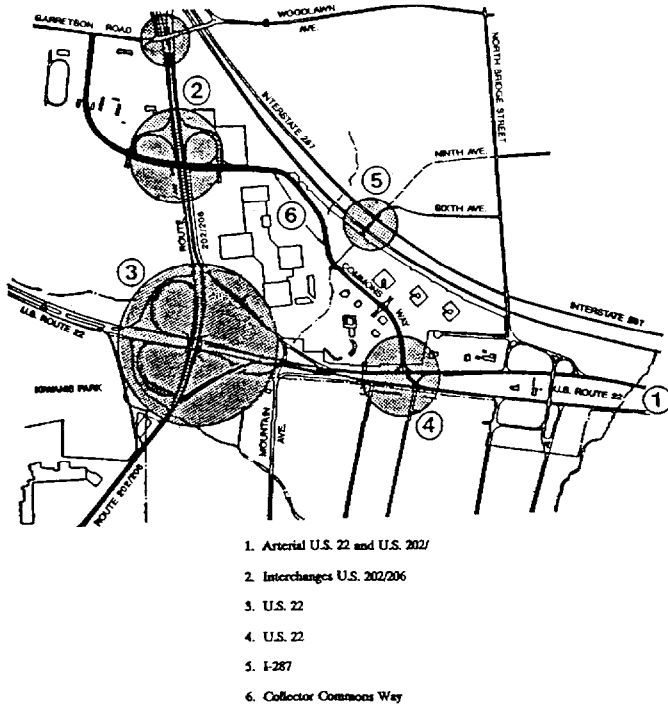 GARRETSON ROAD
WOODLAWN
AVE.
NORTH BRIDGE STREET
2
INTERSTATE 287
NINTH AVE.
5
SIXTH AVE.
6
ROUTE
202/206
3
COMMONS WAY
U.S. ROUTE 22
INTERSTATE 287
KIWANIS PARK
U.S. ROUTE 22
1
4
MOUNTAIN
AVE.
ROUTE 202/206
1. Arterial U.S. 22 and U.S. 202/
2. Interchanges U.S. 202/206
3. U.S. 22
4. U.S. 22
5. I-287
6. Collector Commons Way